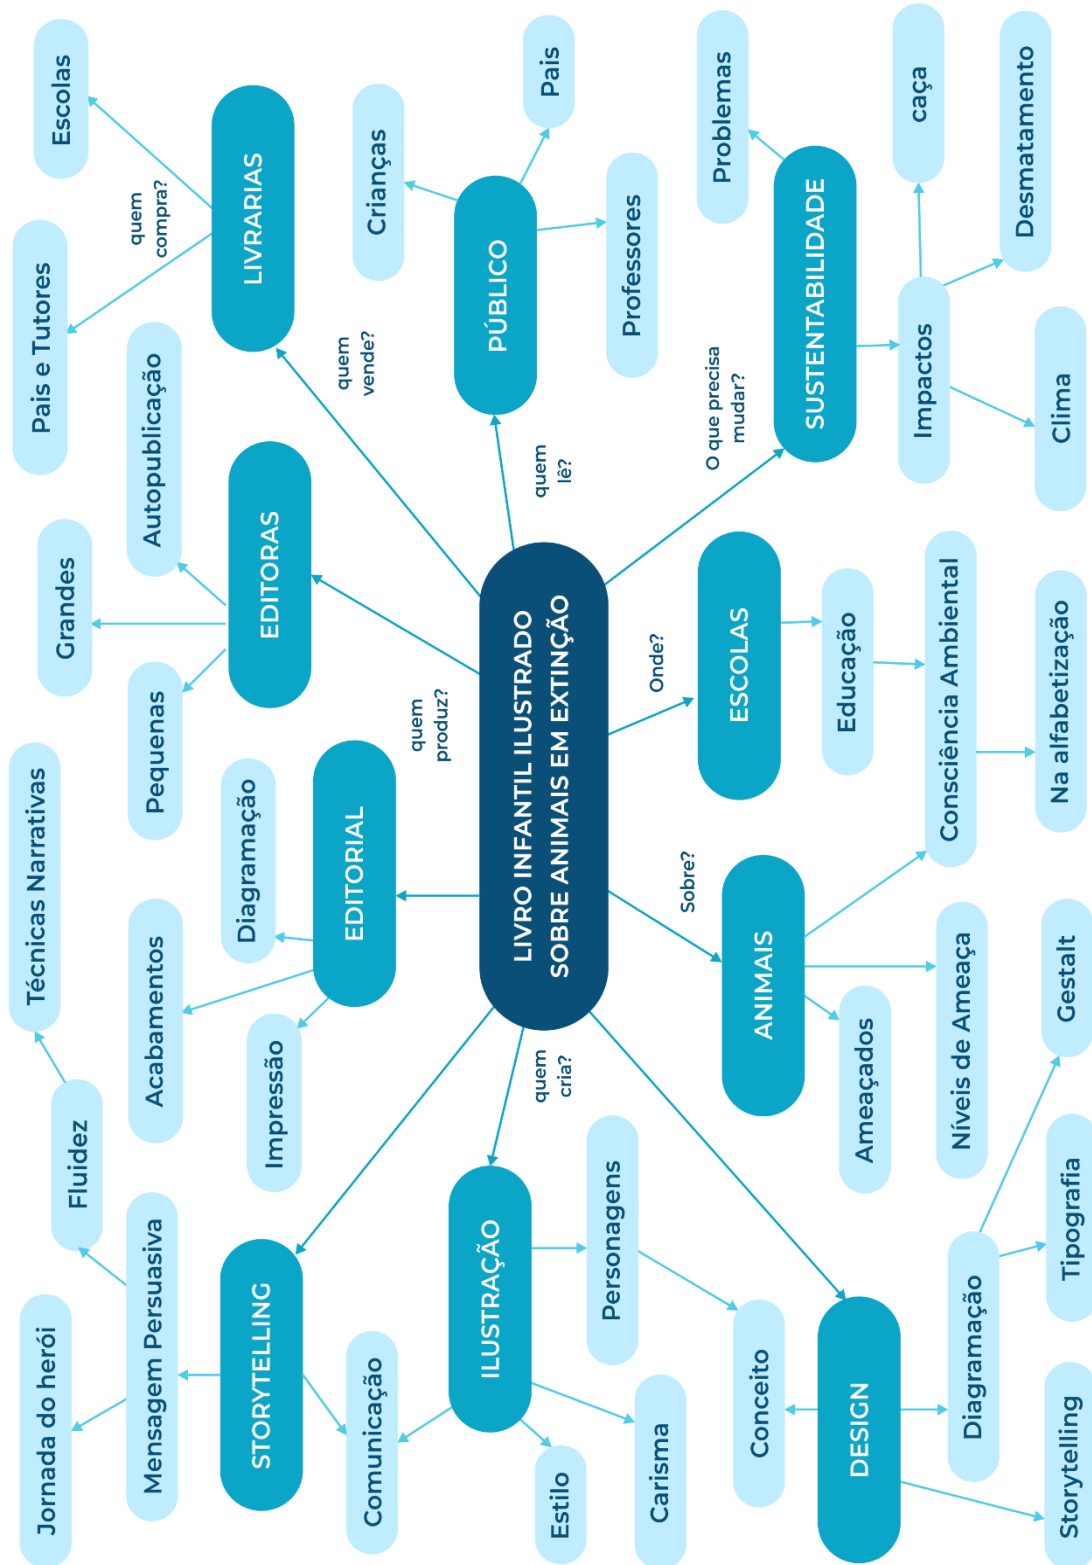 Jornada do herói
Técnicas Narrativas
Grandes
Pais e Tutores
Escolas
Fluidez
Mensagem Persuasiva
Acabamentos
Pequenas
Autopublicação
quem
compra?
STORYTELLING
Impressão
Diagramação
EDITORAS
LIVRARIAS
Comunicação
EDITORIAL
quem
produz?
quem
vende?
Crianças
ILUSTRAÇÃO
PÚBLICO
Pais
quem
cria?
LIVRO INFANTIL ILUSTRADO
SOBRE ANIMAIS EM EXTINÇÃO
quem
lê?
Estilo
Personagens
Professores
Carisma
Sobre?
Onde?
O que precisa
mudar?
Problemas
Conceito
ANIMAIS
ESCOLAS
SUSTENTABILIDADE
DESIGN
Ameaçados
Educação
Impactos
caça
Diagramação
Níveis de Ameaça
Consciência Ambiental
Desmatamento
Storytelling
Tipografia
Gestalt
Na alfabetização
Clima